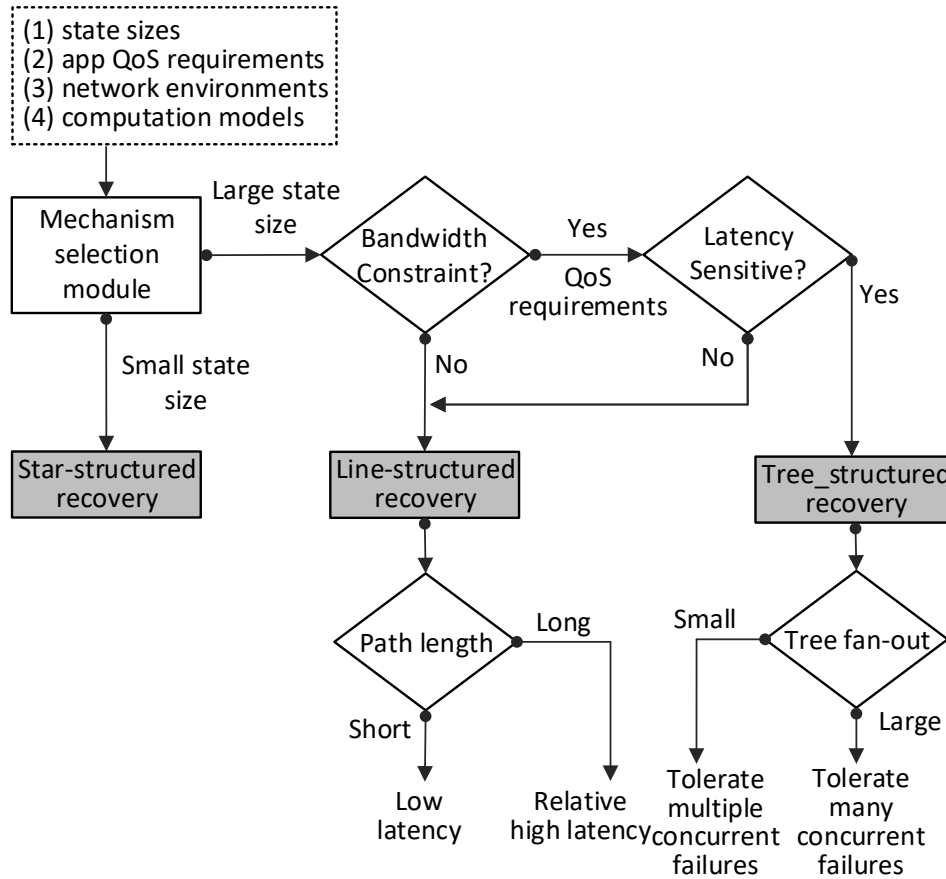 (1) state sizes
(2) app QoS requirements
(3) network environments
(4) computation models
Mechanism
selection
module
Large state
size
Bandwidth
Constraint?
Yes
QoS
requirements
Latency
Sensitive?
Yes
Small state
size
No
No
Star-structured
recovery
Line-structured
recovery
Tree_structured
recovery
Path length
Long
Short
Small
Tree fan-out
Large
Low
latency
Relative
high latency
Tolerate
multiple
concurrent
failures
Tolerate
many
concurrent
failures